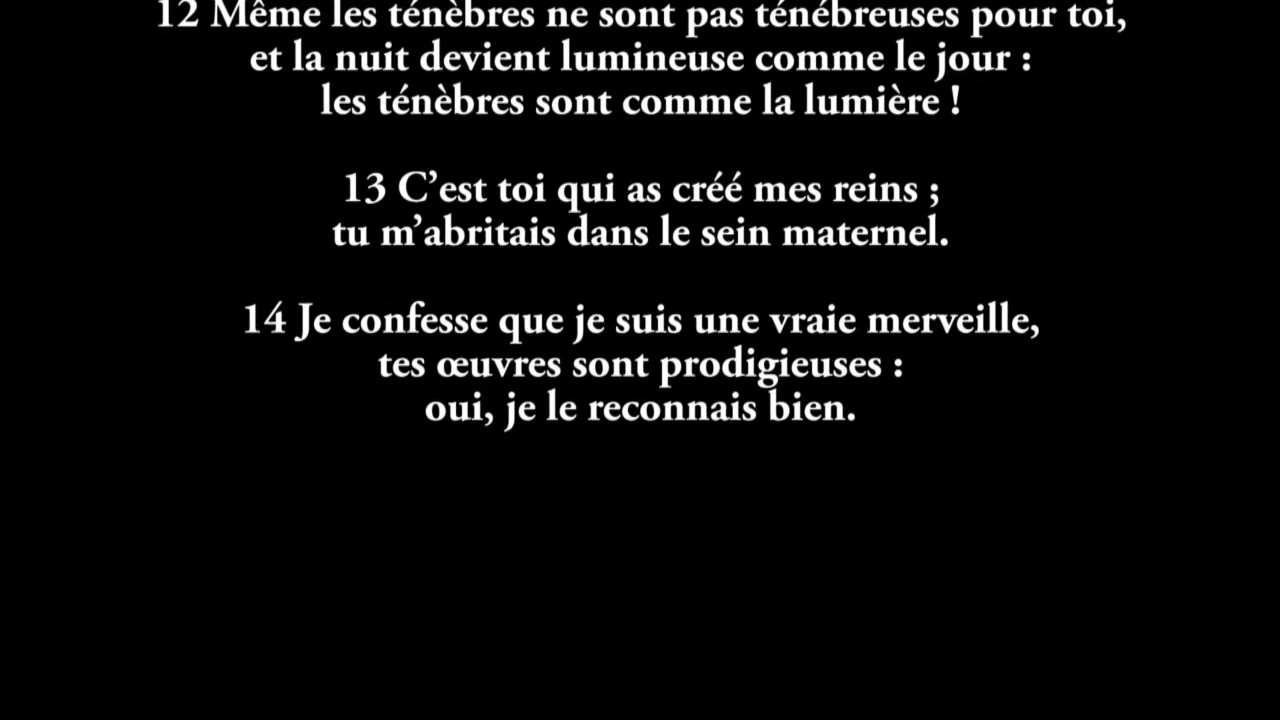 12 Même les ténèbres ne sont pas ténébreuses pour toi,
et la nuit devient lumineuse comme le jour :
les ténèbres sont comme la lumière !
13 C’est toi qui as créé mes reins ;
tu m’abritais dans le sein maternel.
14 Je confesse que je suis une vraie merveille,
tes œuvres sont prodigieuses :
oui, je le reconnais bien.